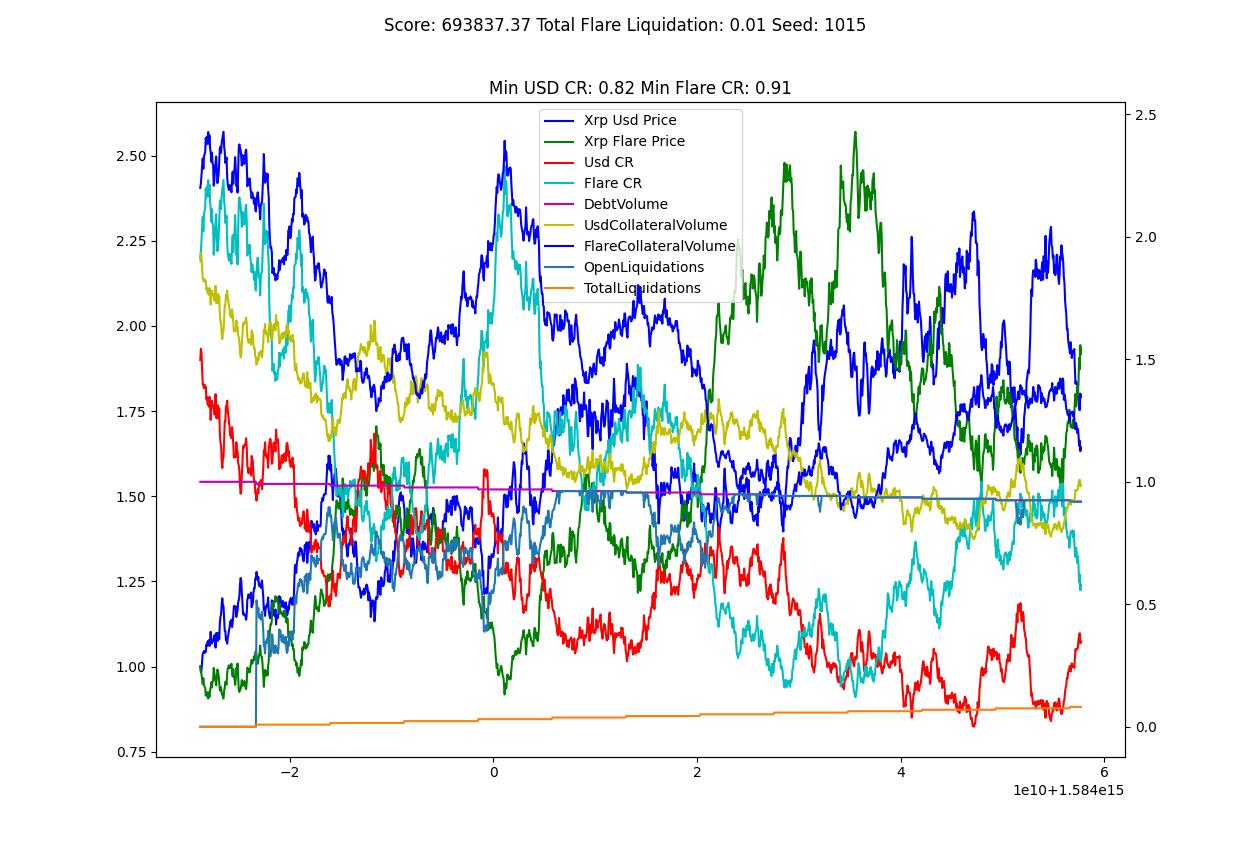 Score: 693837.37 Total Flare Liquidation: 0.01 Seed: 1015
Min USD CR: 0.82 Min Flare CR: 0.91
Xrp Usd Price
Xrp Flare Price
Usd CR
Flare CR
DebtVolume
UsdCollateralVolume
FlareCollateralVolume
OpenLiquidations
TotalLiquidations
2.50
2.25
2.00
1.75
1.50
1.25
1.00
0.75
2.5
2.0
1.5
1.0
0.5
0.0
−2
0
2
4
6
1e10+1.584e15